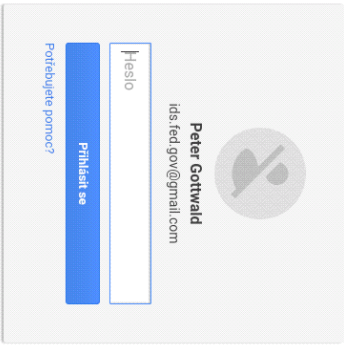 Peter Gottwald
ids.fed.gov@gmail.com
Heslo
Přihlásit se
Potřebujete pomoc?